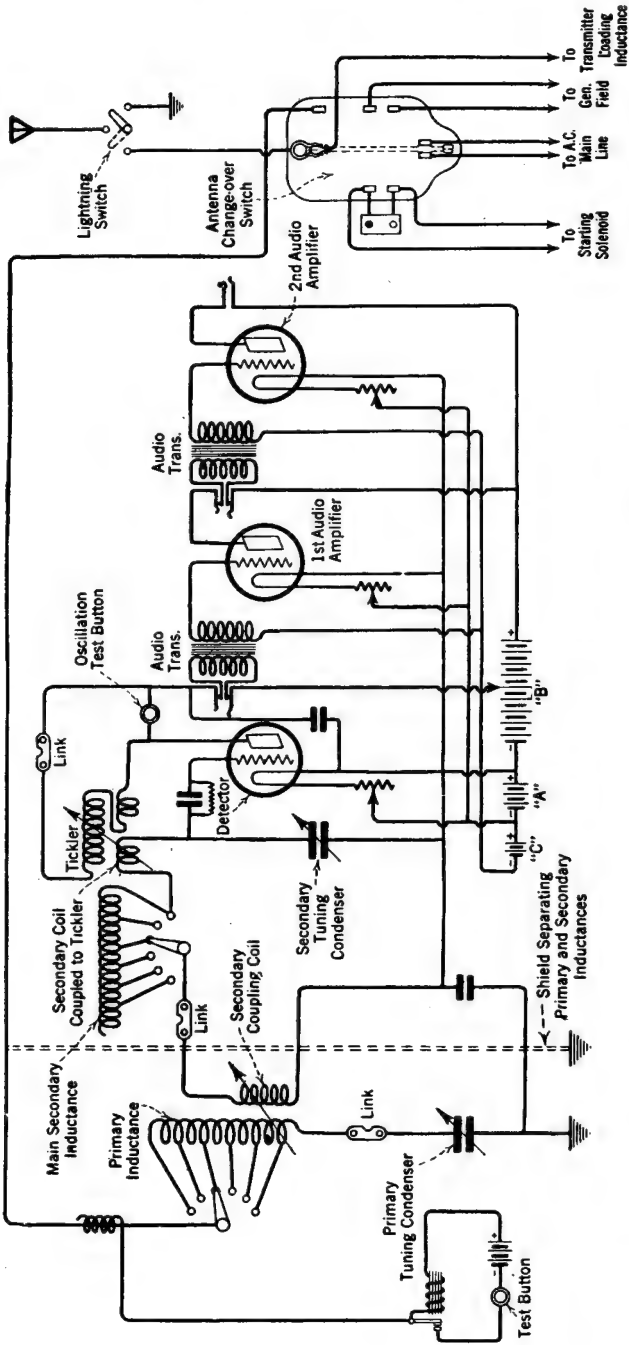 Lightning
Switch
Antenna
Change-over
Switch
To
Starting
Solenoid
To A.C.
Main
Line
To
Gen.
Field
To
Transmitter
Loading
Inductance
2nd Audio
Amplifier
Audio
Trans.
1st Audio
Amplifier
Audio
Trans.
Oscillation
Test Button
Link
Tickler
Detector
Secondary Coil
Coupled to Tickler
Secondary
Tuning
Condenser
"C"
"A"
"B"
Main Secondary
Inductance
Link
Secondary
Coupling Coil
Shield Separating
Primary and Secondary
Inductances
Primary
Inductance
Link
Primary
Tuning Condenser
Test Button